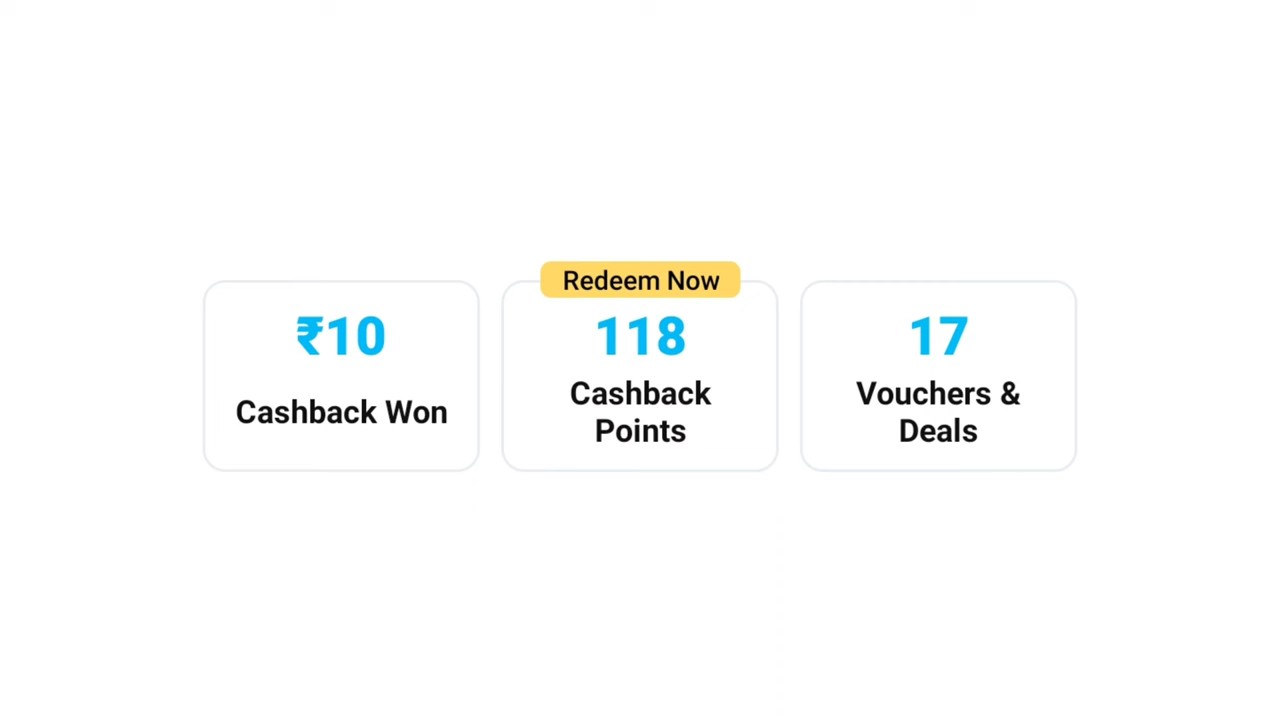 Redeem Now
₹10
Cashback Won
118
Cashback
Points
17
Vouchers &
Deals